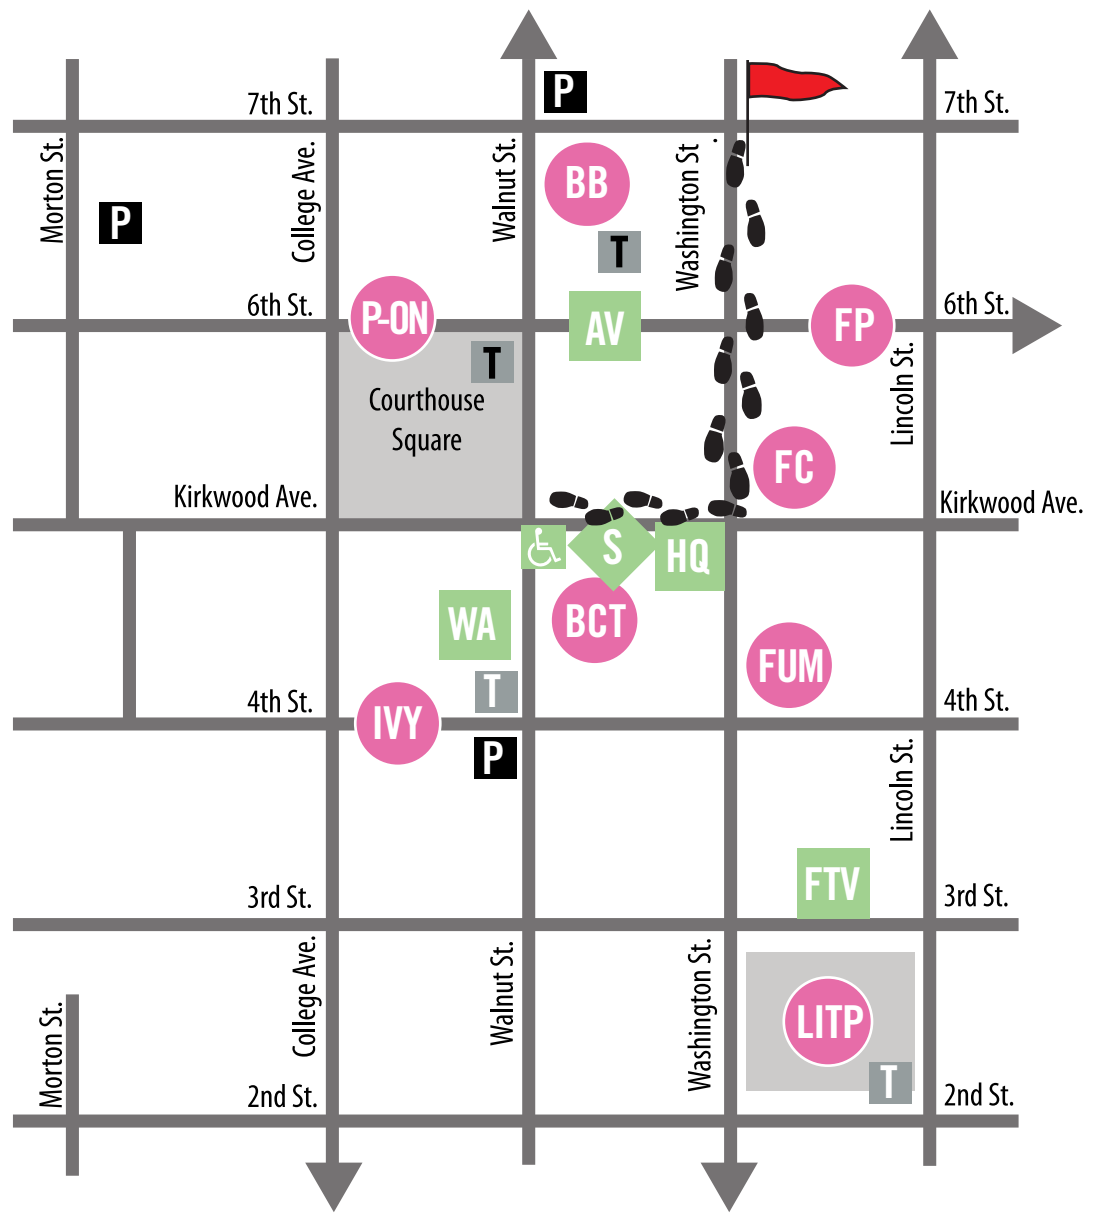 P
7th St.
7th St.
Morton St.
College Ave.
Walnut St.
BB
Washington St
P
T
6th St.
P-ON
AV
FP
6th St.
T
Courthouse
Square
Lincoln St.
FC
Kirkwood Ave.
Kirkwood Ave.
S
HQ
WA
BCT
FUM
T
4th St.
IVY
4th St.
P
Lincoln St.
FTV
3rd St.
3rd St.
College Ave.
Walnut St.
Washington St.
Morton St.
LITP
T
2nd St.
2nd St.